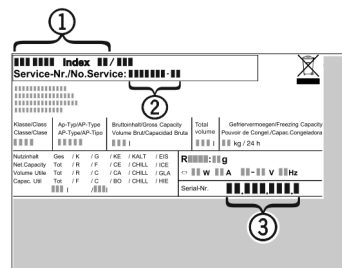 1
Index /
Service-Nr./No.Service: -
2
Klasse/Class
Classe/Clase
Ap-Typ/AP-Type
AP-Type/AP-Tipo
Bruttoinhalt/Gross Capacity
Volume Brut/Capacidad Bruta
l
Total
volume
l
Gefriervermoegen/Freezing Capacity
Pouvoir de Congel./Capac.Congeladora
kg / 24 h
Nutzinhalt Ges / K / G / KE / KALT / EIS
Net.Capacity Tot / R / F / CE / CHILL / ICE
Volume Utile Tot / R / C / CA / CHILL / GLA
Capac. Util Tot / F / C / BO / CHILL / HIE
l / l
R : g
W A - V Hz
Serial-Nr. . . .
3